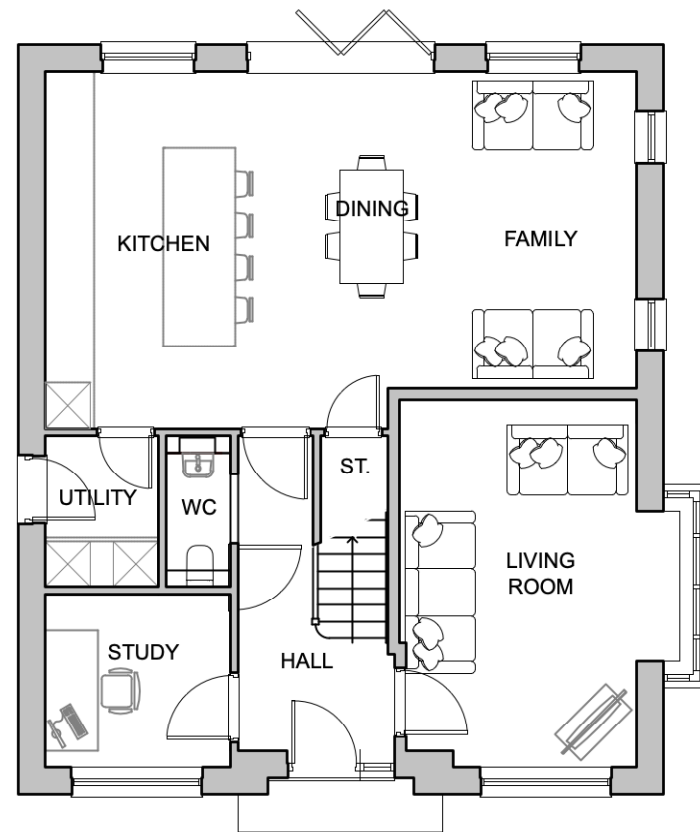 DINING
KITCHEN
FAMILY
ST.
UTILITY
WC
LIVING
ROOM
STUDY
HALL